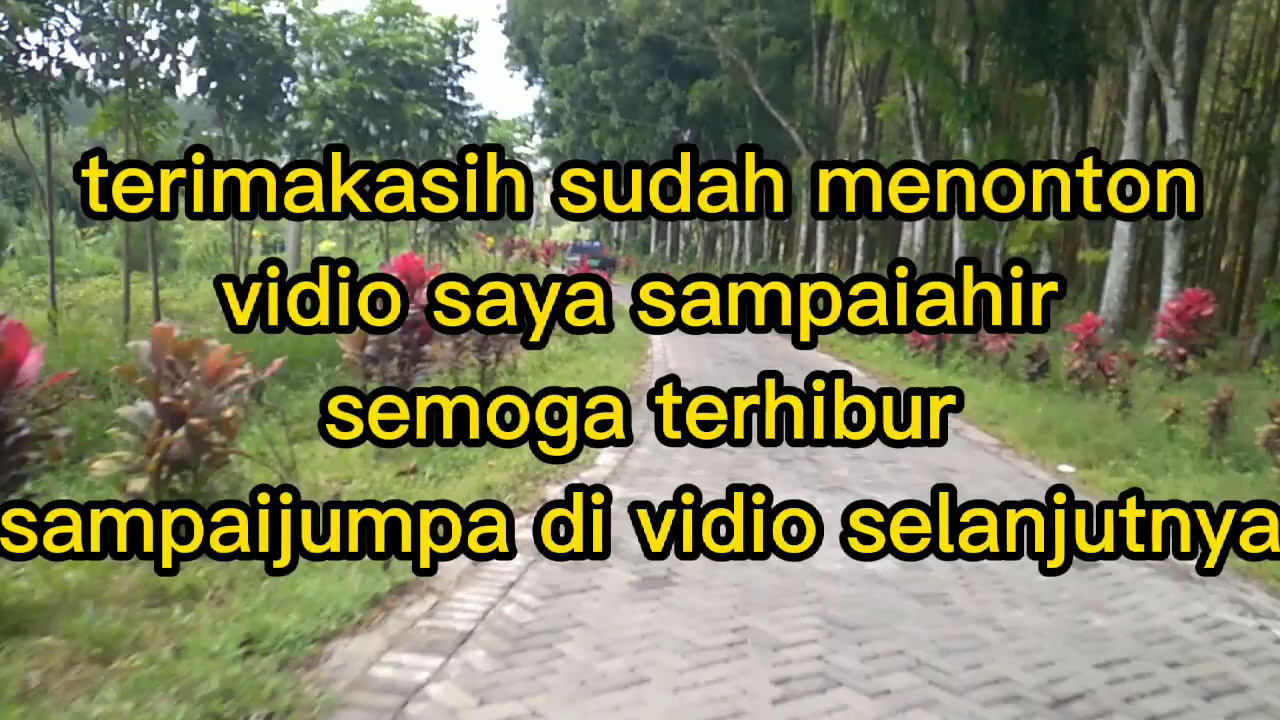 terimakasih sudah menonton
vidio saya sampaiahir
semoga terhibur
sampaijumpa di vidio selanjutnya